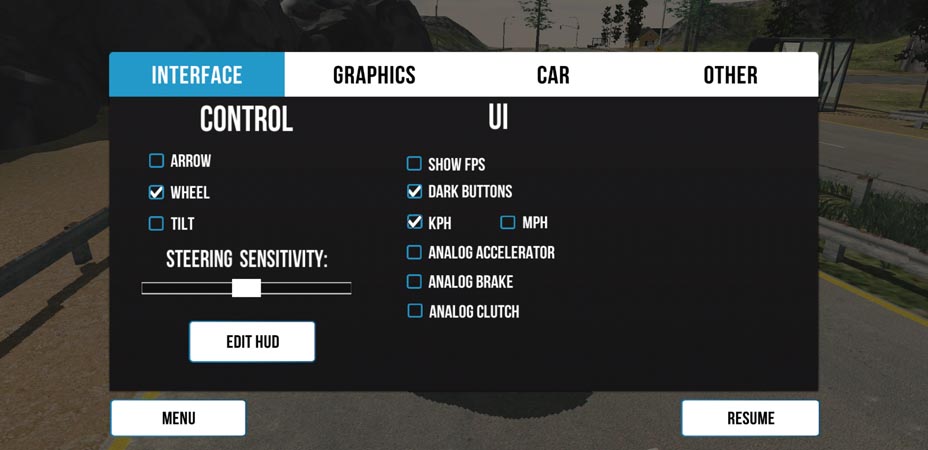 INTERFACE GRAPHICS CAR OTHER
CONTROL
ARROW
WHEEL
TILT
STEERING SENSITIVITY:
EDIT HUD
UI
SHOW FPS
DARK BUTTONS
KPH MPH
ANALOG ACCELERATOR
ANALOG BRAKE
ANALOG CLUTCH
MENU RESUME